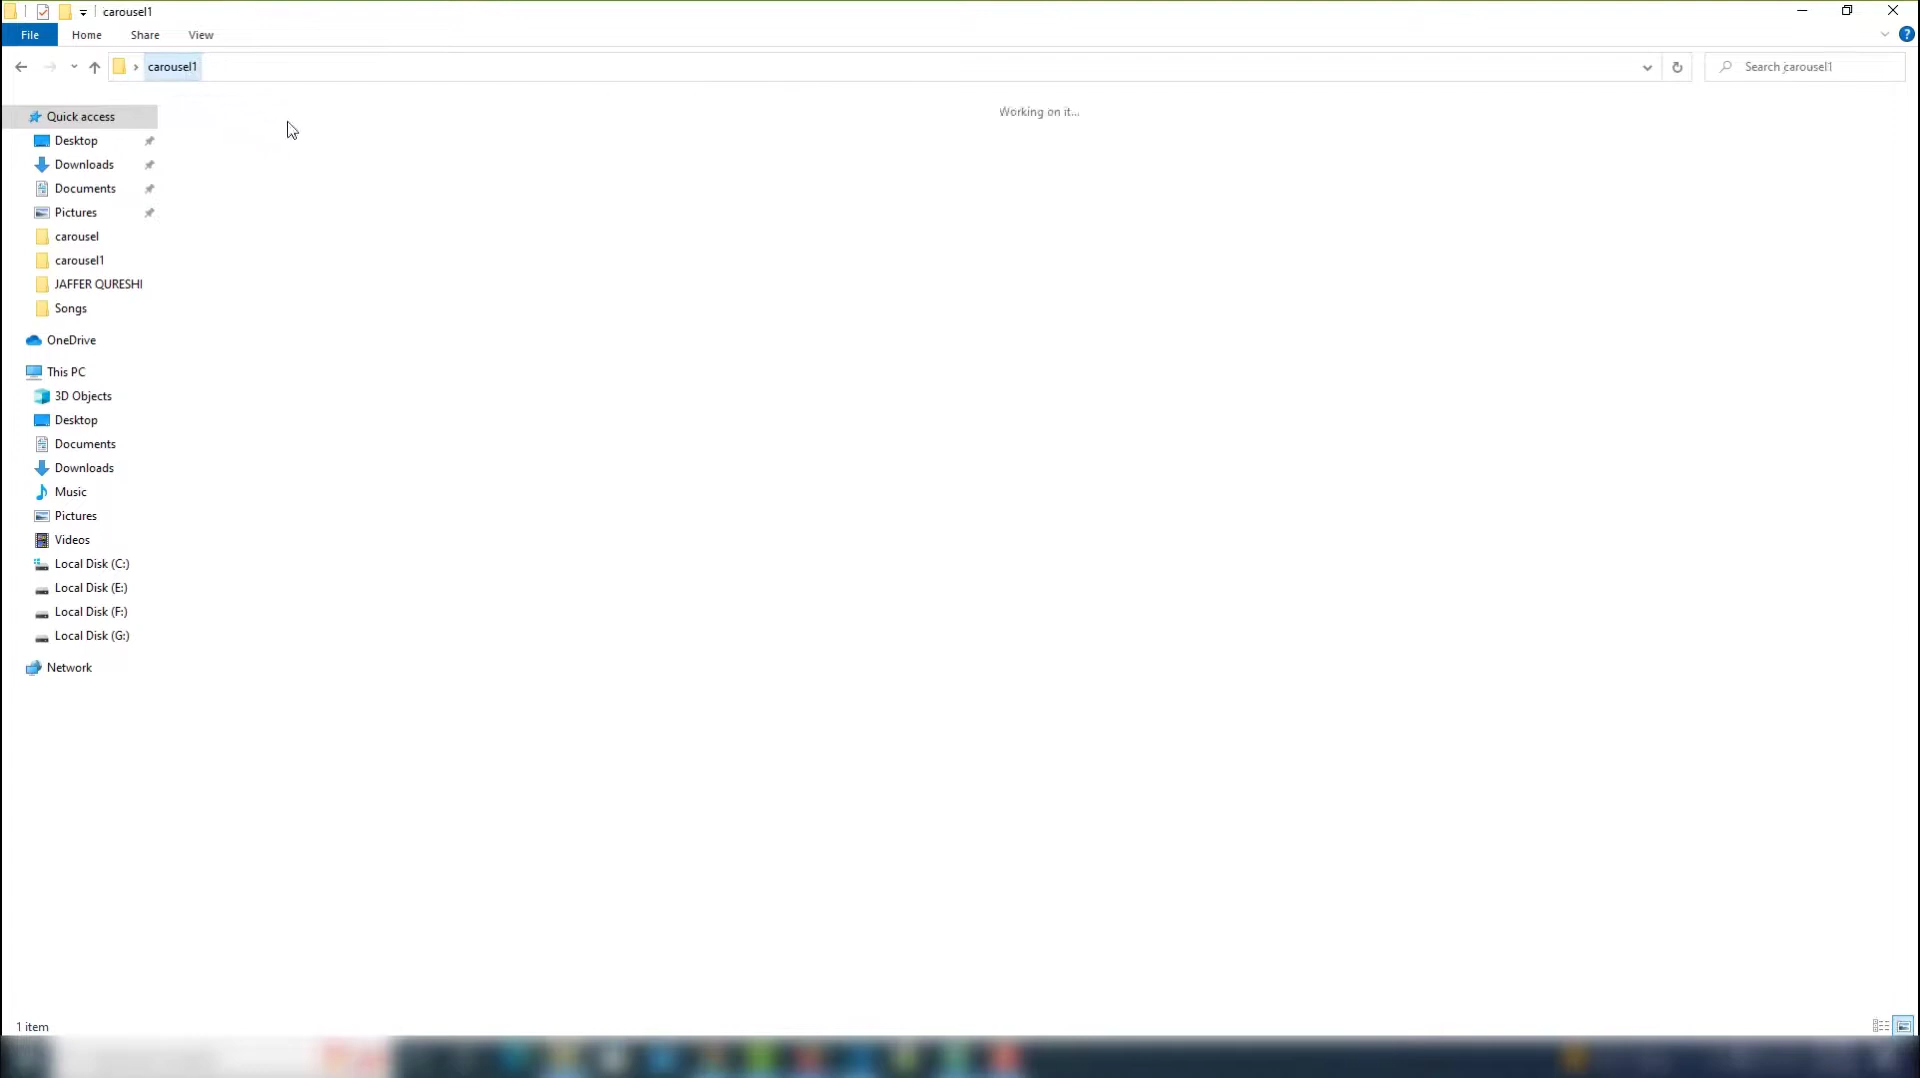 carousel1
File Home Share View
carousel1
Search carousel1
Quick access
Working on it...
Desktop
Downloads
Documents
Pictures
carousel
carousel1
JAFFER QURESHI
Songs
OneDrive
This PC
3D Objects
Desktop
Documents
Downloads
Music
Pictures
Videos
Local Disk (C:)
Local Disk (E:)
Local Disk (F:)
Local Disk (G:)
Network
1 item